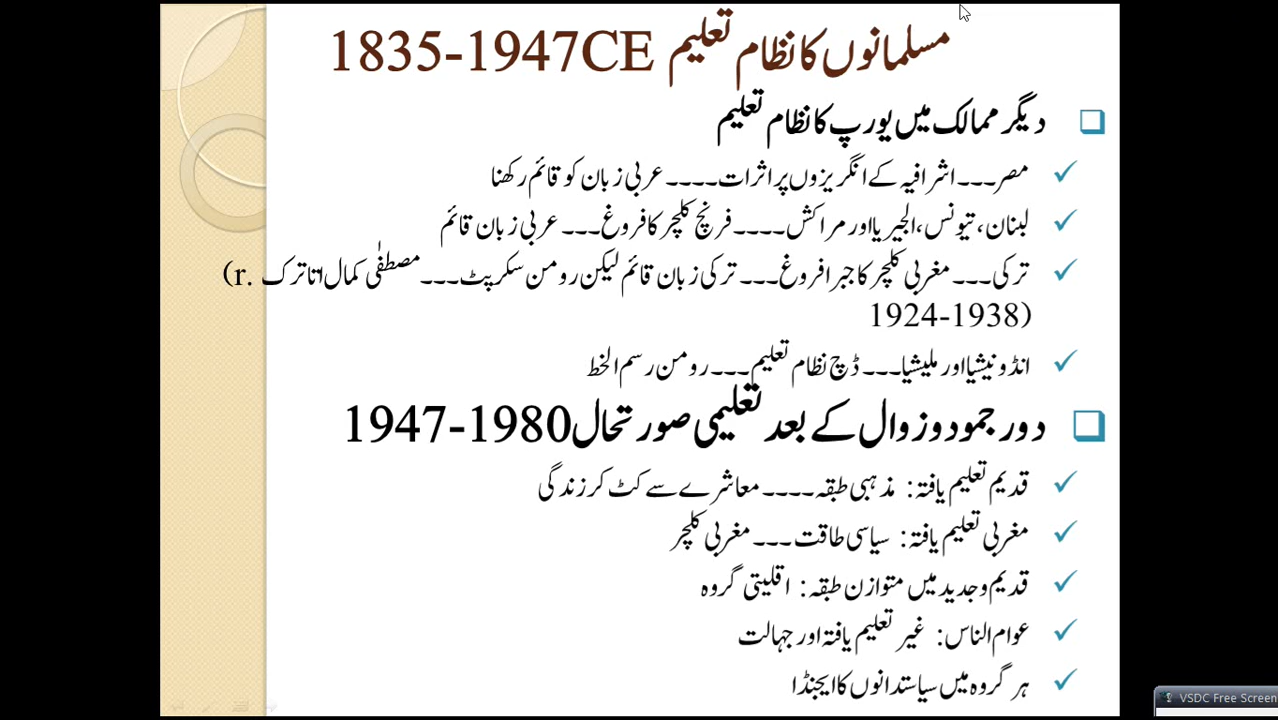 مسلمانوں کا نظام تعلیم 1835-1947CE
دیگر ممالک میں یورپ کا نظام تعلیم
مصر۔۔۔اشرافیہ کے انگریزوں پر اثرات۔۔۔۔عربی زبان کو قائم رکھنا
لبنان، تیونس، الجیریا اور مراکش۔۔۔۔فرنچ کلچر کا فروغ۔۔۔عربی زبان قائم
ترکی۔۔۔ مغربی کلچر کا جبرا فروغ۔۔۔ ترکی زبان قائم لیکن رومن سکرپٹ۔۔۔مصطفٰی کمال اتاترک (r.
1924-1938)
انڈونیشیا اور ملیشیا۔۔۔ ڈچ نظام تعلیم۔۔۔رومن رسم الخط
دور جمود و زوال کے بعد تعلیمی صورتحال 1947-1980
قدیم تعلیم یافتہ: مذہبی طبقہ۔۔۔۔معاشرے سے کٹ کر زندگی
مغربی تعلیم یافتہ: سیاسی طاقت۔۔۔مغربی کلچر
قدیم وجدید میں متوازن طبقہ: اقلیتی گروہ
عوام الناس: غیر تعلیم یافتہ اور جہالت
ہر گروہ میں سیاستدانوں کا ایجنڈا
VSDC Free Screen